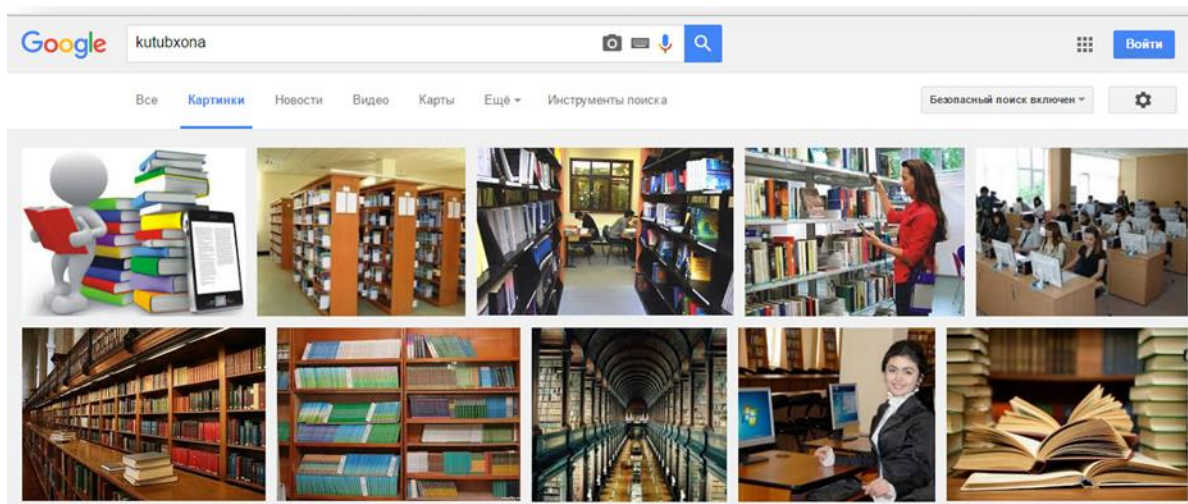 Google kutubxona Войти
Все Картинки Новости Видео Карты Ещё Инструменты поиска Безопасный поиск включен